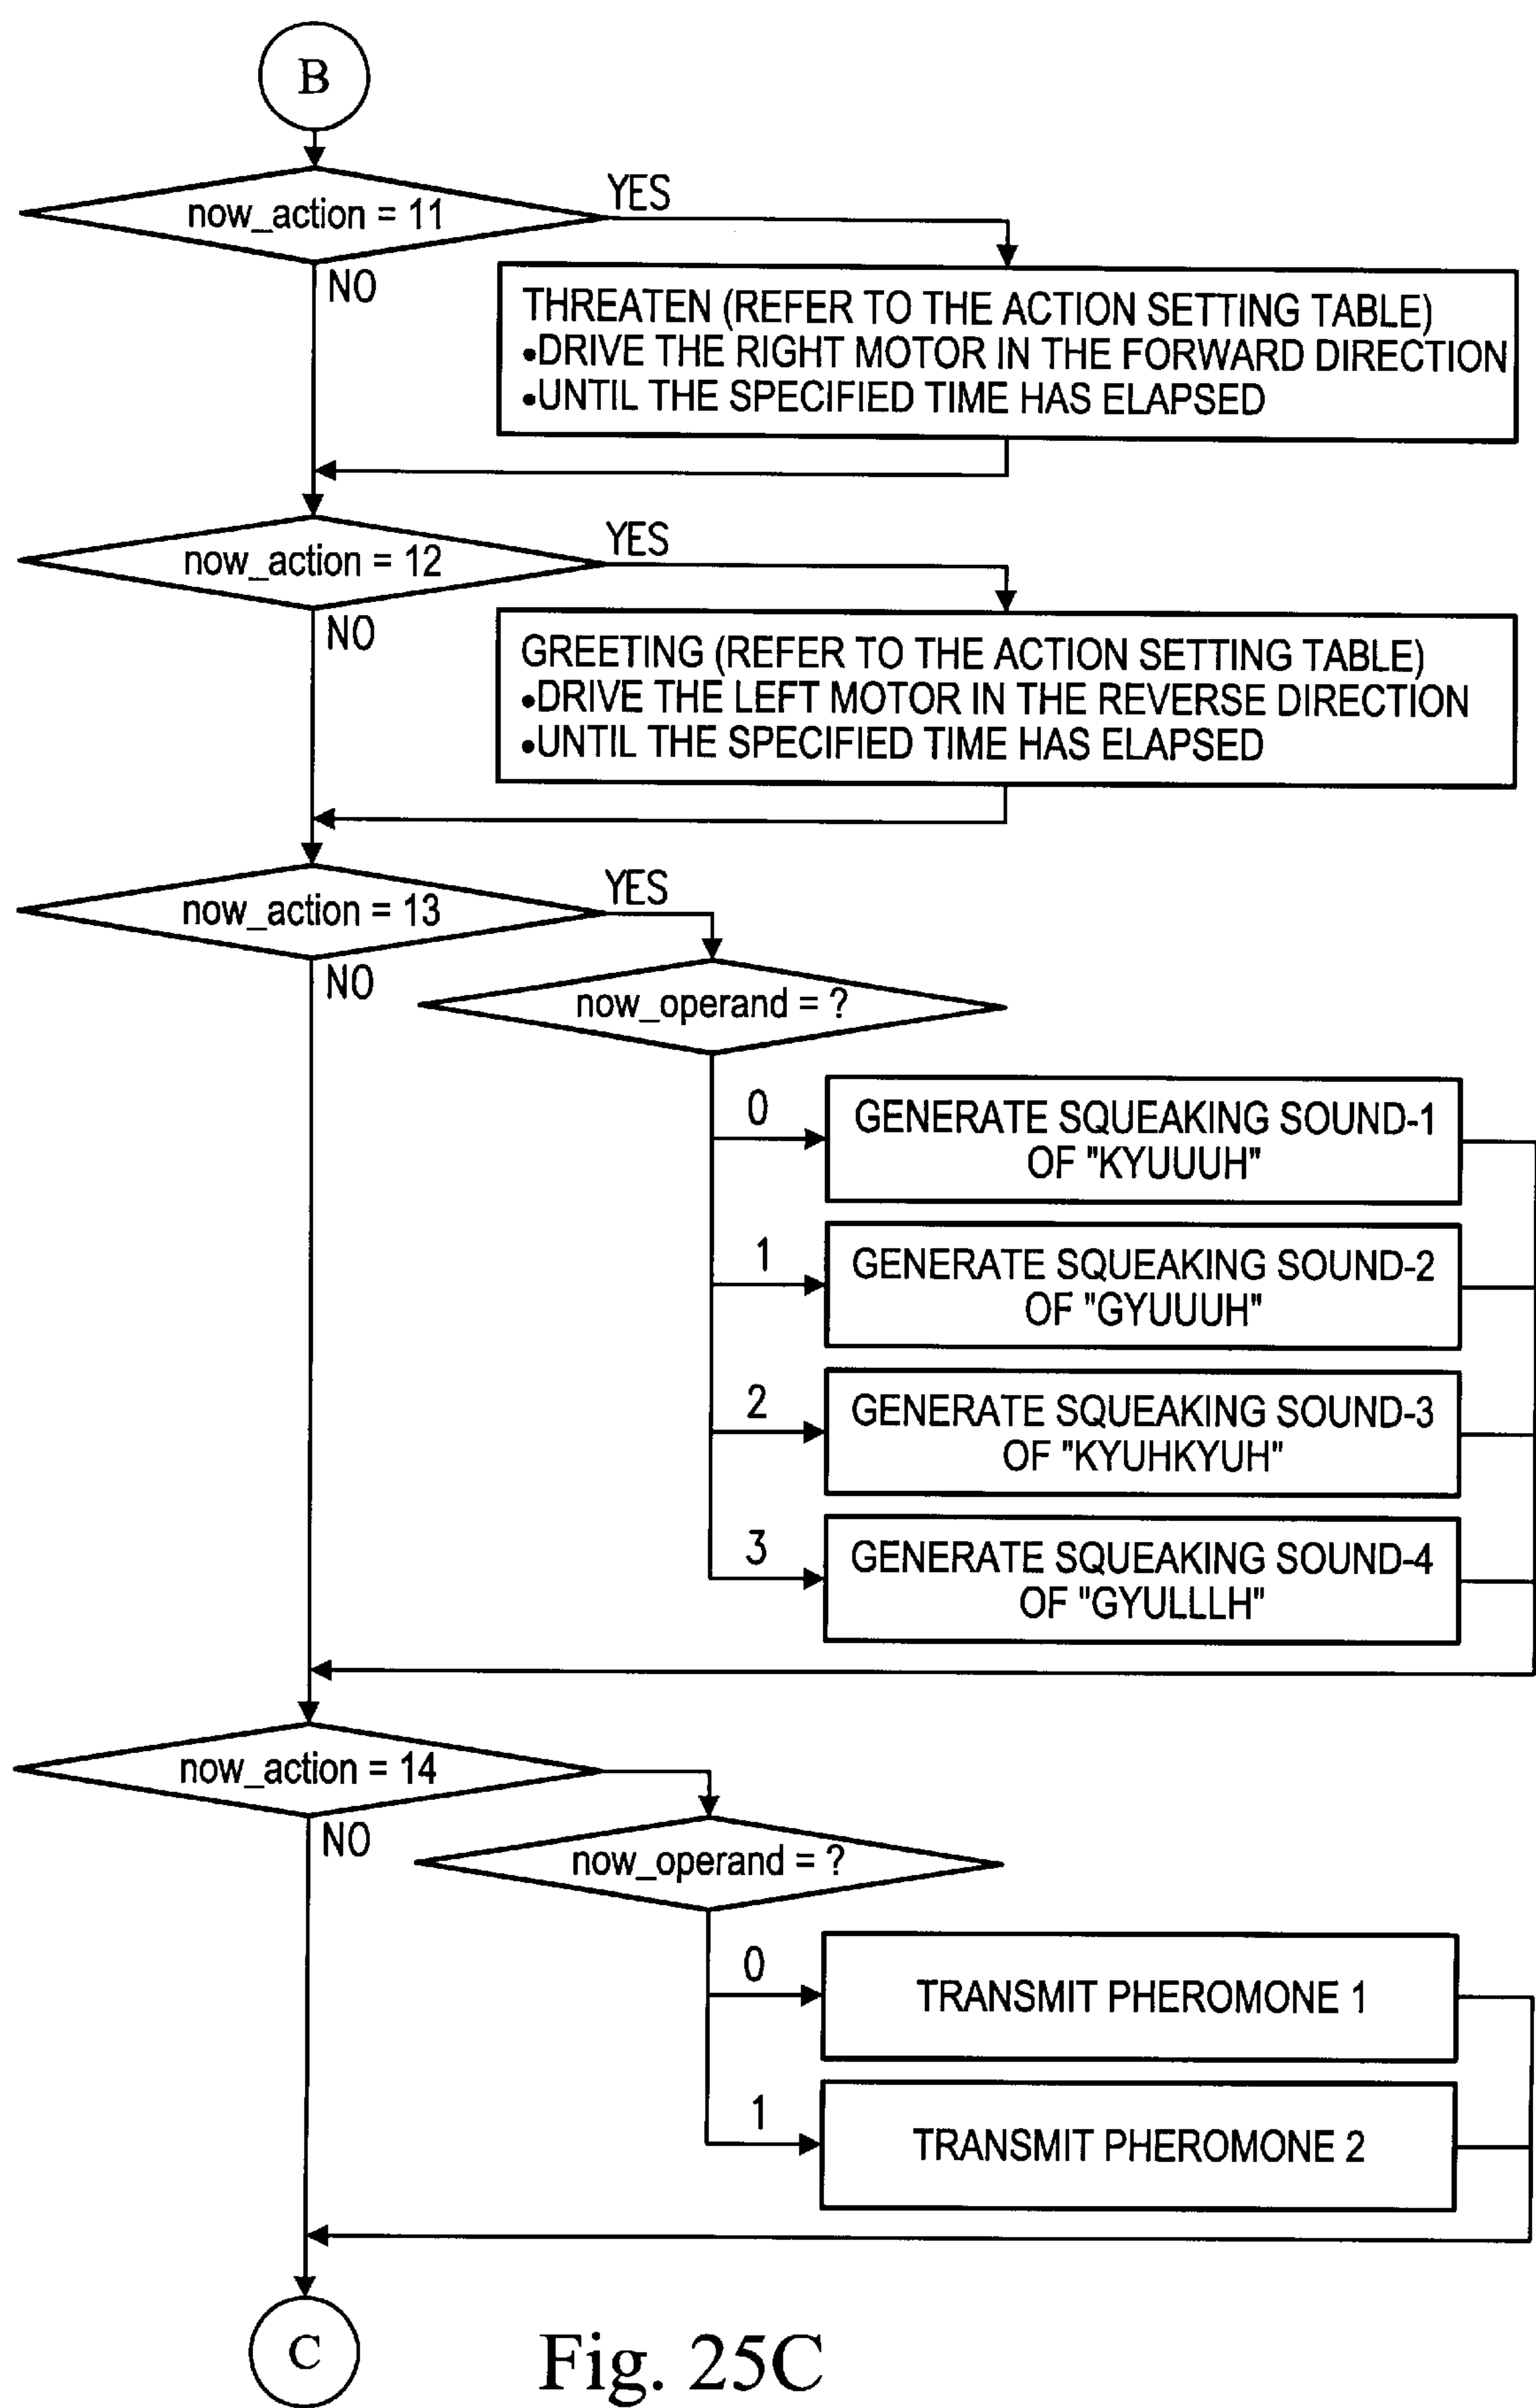 B
now_action = 11
YES
NO
THREATEN (REFER TO THE ACTION SETTING TABLE)
•DRIVE THE RIGHT MOTOR IN THE FORWARD DIRECTION
•UNTIL THE SPECIFIED TIME HAS ELAPSED
now_action = 12
YES
NO
GREETING (REFER TO THE ACTION SETTING TABLE)
•DRIVE THE LEFT MOTOR IN THE REVERSE DIRECTION
•UNTIL THE SPECIFIED TIME HAS ELAPSED
now_action = 13
YES
NO
now_operand = ?
0
GENERATE SQUEAKING SOUND-1
OF "KYUUUH"
1
GENERATE SQUEAKING SOUND-2
OF "GYUUUH"
2
GENERATE SQUEAKING SOUND-3
OF "KYUHKYUH"
3
GENERATE SQUEAKING SOUND-4
OF "GYULLLH"
now_action = 14
NO
now_operand = ?
0
TRANSMIT PHEROMONE 1
1
TRANSMIT PHEROMONE 2
C
Fig. 25C